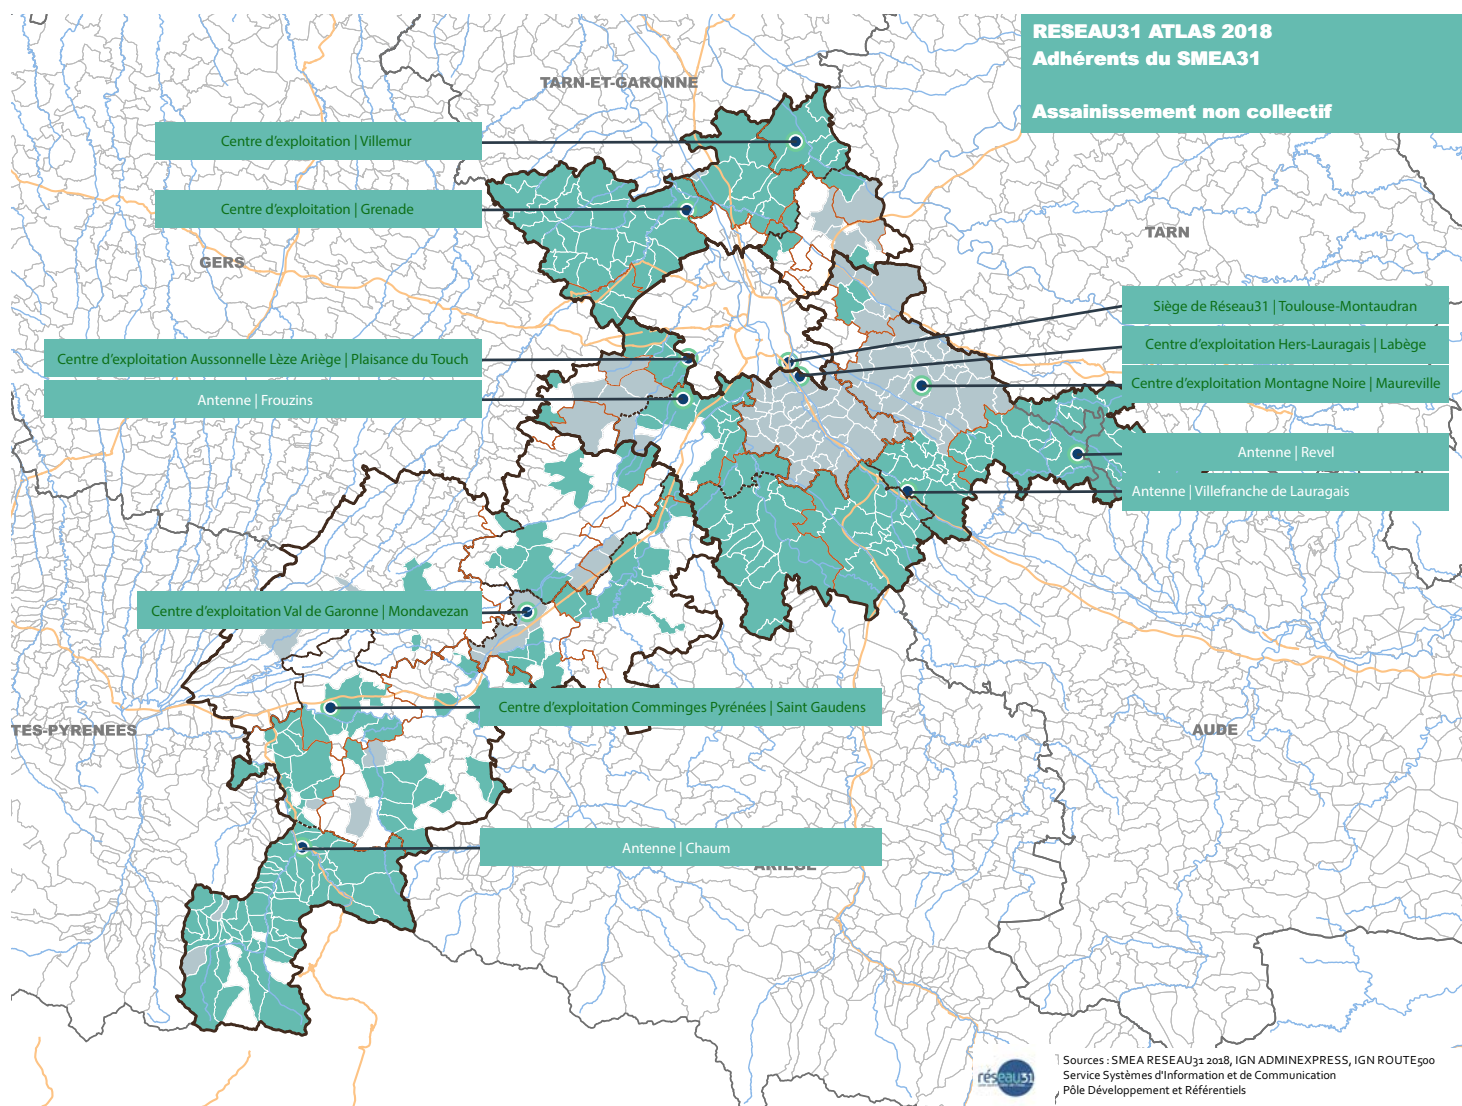 RESEAU31 ATLAS 2018
Adhérents du SMEA31
Assainissement non collectif
TARN-ET-GARONNE
Centre d'exploitation | Villemur
Centre d'exploitation | Grenade
TARN
GERS
Siège de Réseau31 | Toulouse-Montaudran
Centre d'exploitation Hers-Lauragais | Labège
Centre d'exploitation Aussonnelle Lèze Ariège | Plaisance du Touch
Centre d'exploitation Montagne Noire | Maureville
Antenne | Frouzins
Antenne | Revel
Antenne | Villefranche de Lauragais
Centre d'exploitation Val de Garonne | Mondavezan
Centre d'exploitation Comminges Pyrénées | Saint Gaudens
TES-PYRENEES
AUDE
Antenne | Chaum
ARIEGE
réseau31
Sources : SMEA RESEAU31 2018, IGN ADMINEXPRESS, IGN ROUTE500
Service Systèmes d'Information et de Communication
Pôle Développement et Référentiels